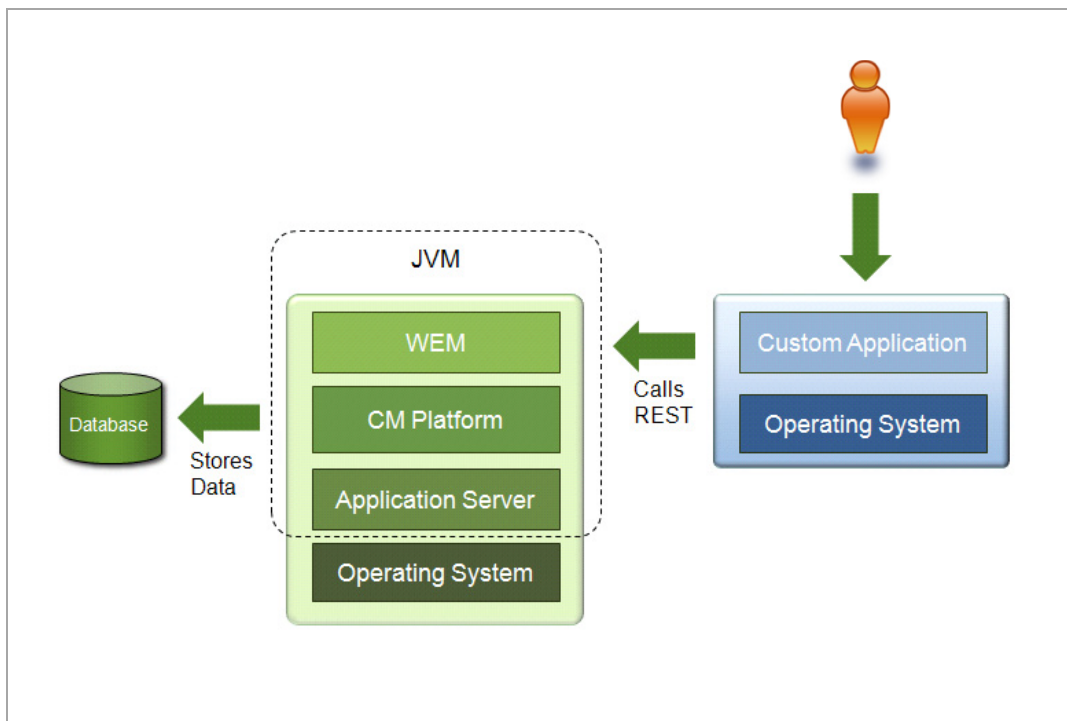 JVM
WEM
CM Platform
Application Server
Operating System
Database
Stores
Data
Calls
REST
Custom Application
Operating System